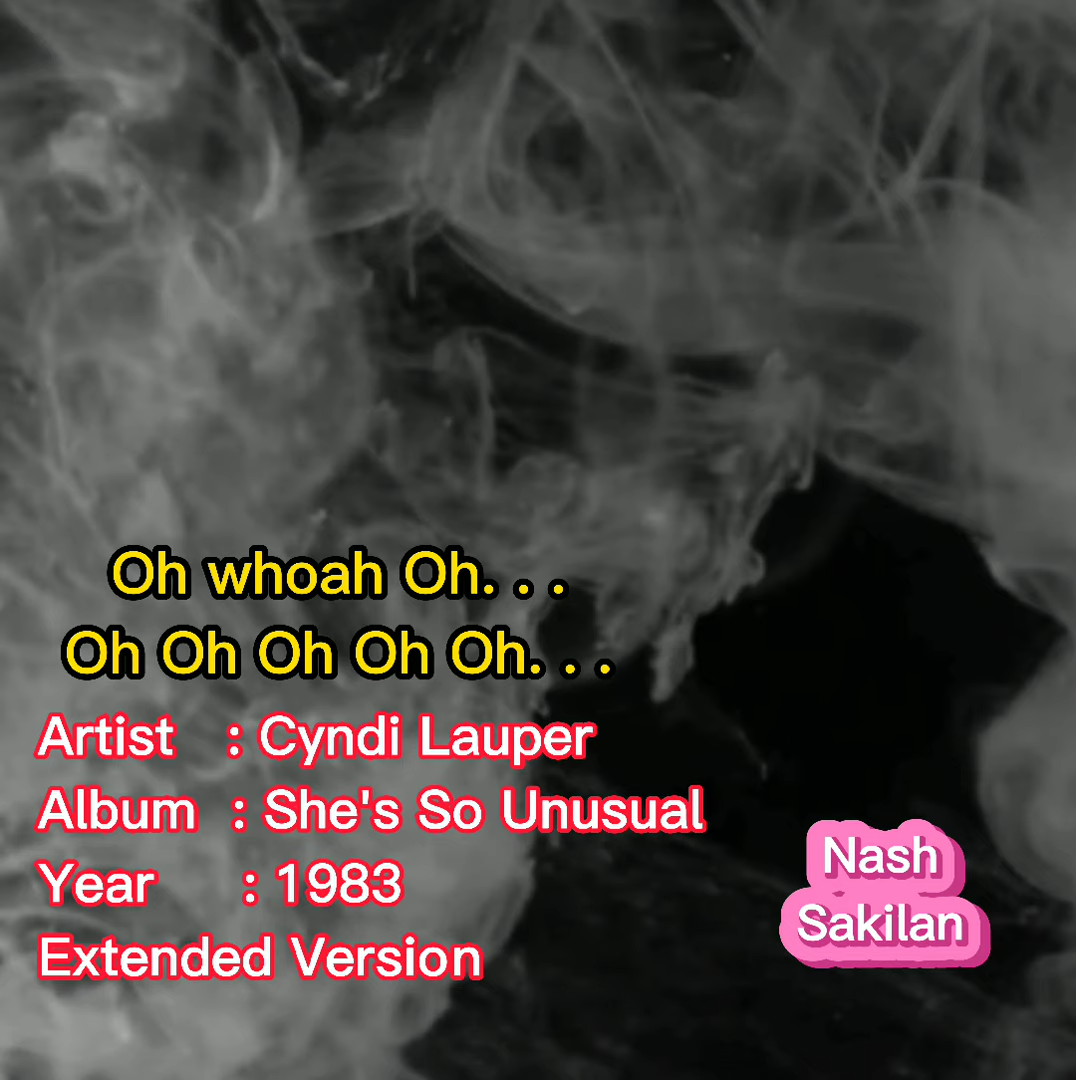 Oh whoah Oh. . .
Oh Oh Oh Oh Oh. . .
Artist : Cyndi Lauper
Album : She's So Unusual
Year : 1983
Extended Version
Nash
Sakilan